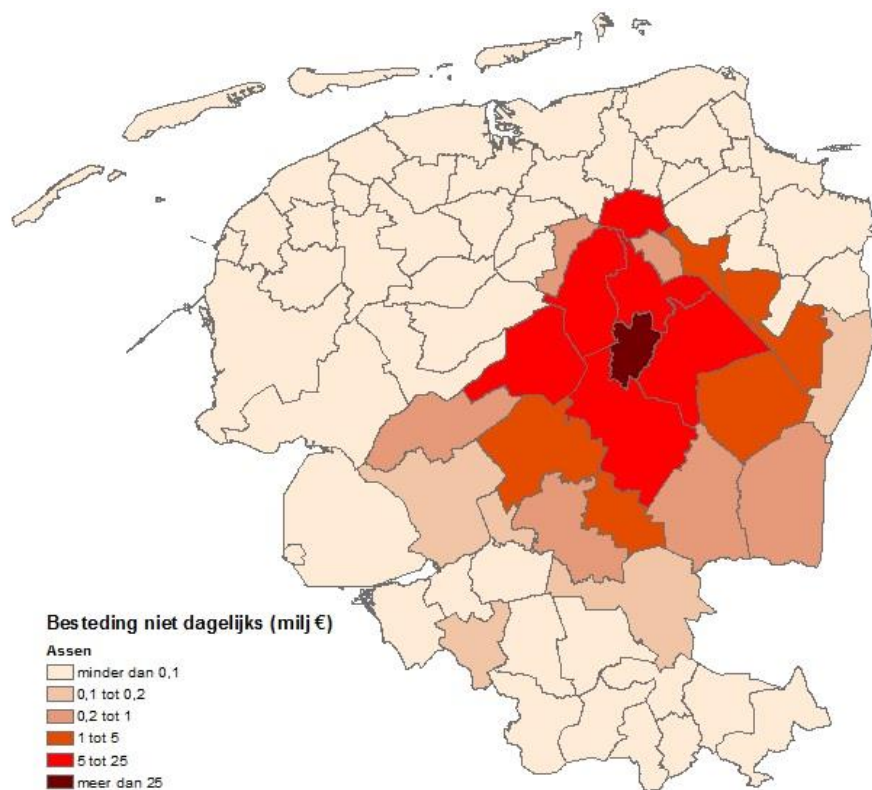 Besteding niet dagelijks (milj €)
Assen
minder dan 0,1
0,1 tot 0,2
0,2 tot 1
1 tot 5
5 tot 25
meer dan 25